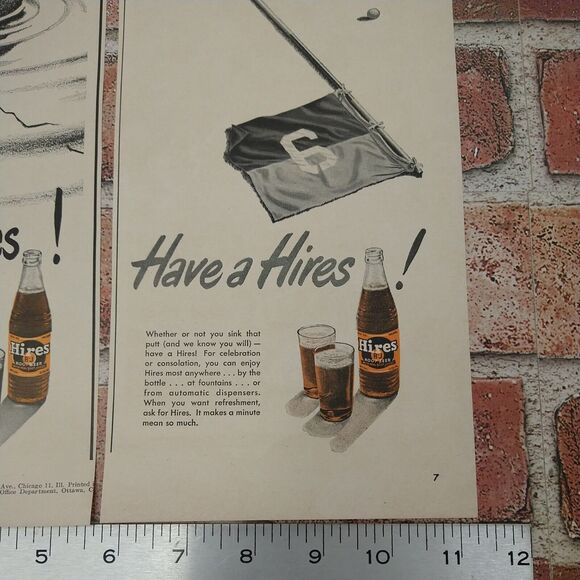 6
es !
Have a Hires !
Hires
ROOT BEER
Hires
ROOT BEER
Whether or not you sink that
putt (and we know you will) —
have a Hires! For celebration
or consolation, you can enjoy
Hires most anywhere . . . by the
bottle . . . at fountains . . . or
from automatic dispensers.
When you want refreshment,
ask for Hires. It makes a minute
mean so much.
Ave., Chicago 11, Ill. Printed
Office Department, Ottawa, C
7
5 6 7 8 9 10 11 12